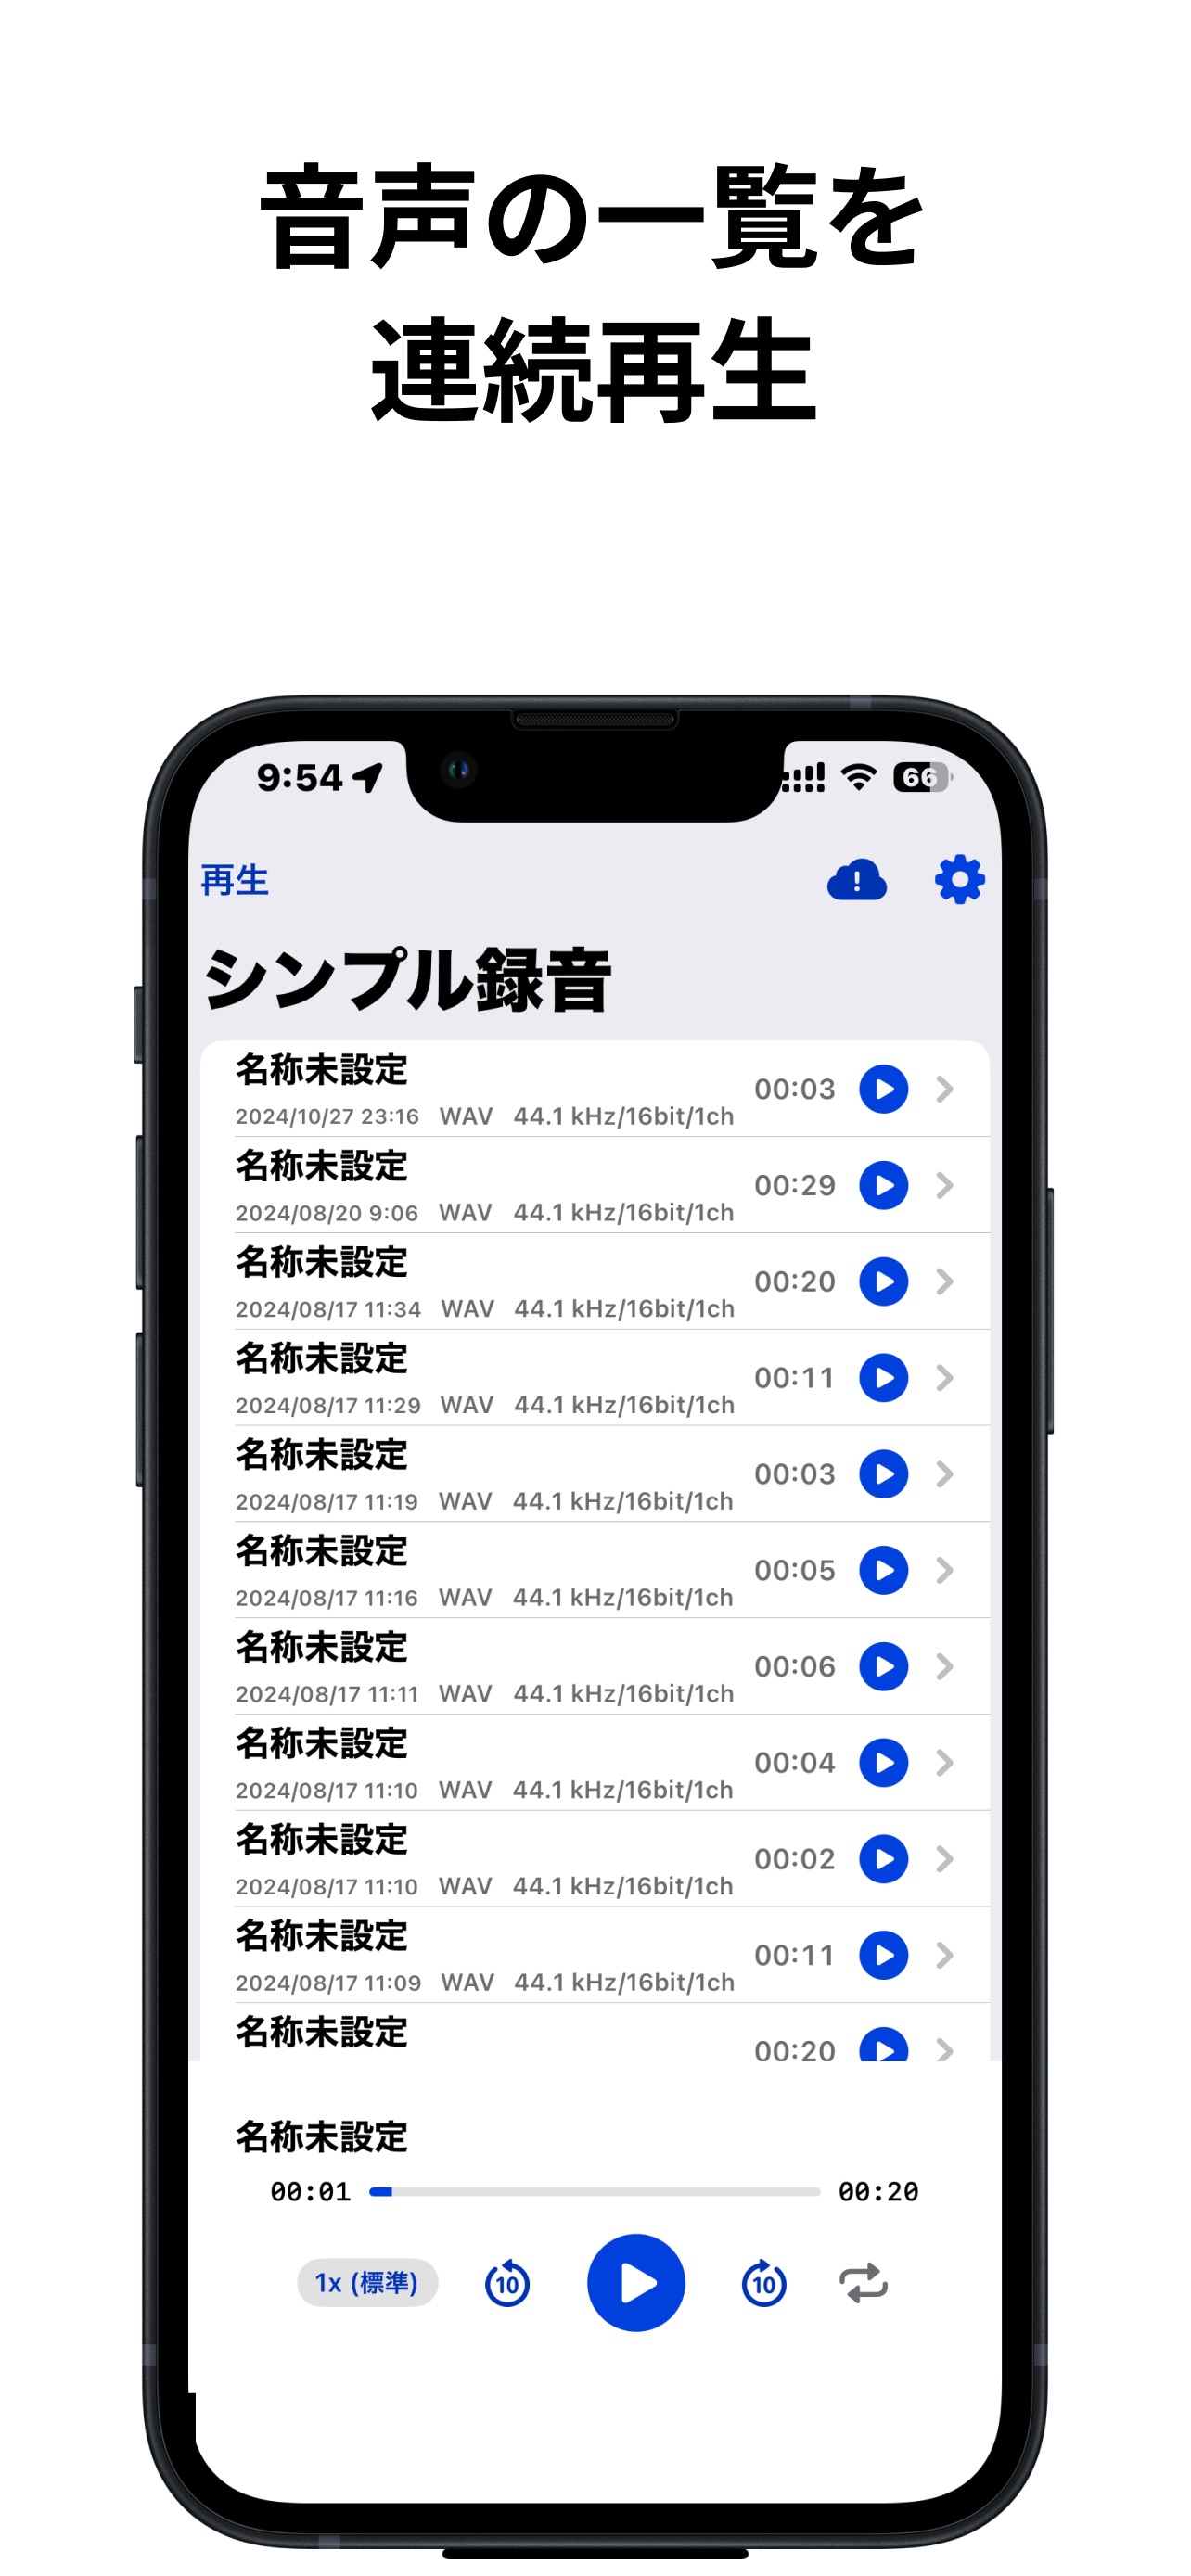 音声の一覧を
連続再生
9:54
66
再生
シンプル録音
名称未設定
2024/10/27 23:16 WAV 44.1 kHz/16bit/1ch 00:03
名称未設定
2024/08/20 9:06 WAV 44.1 kHz/16bit/1ch 00:29
名称未設定
2024/08/17 11:34 WAV 44.1 kHz/16bit/1ch 00:20
名称未設定
2024/08/17 11:29 WAV 44.1 kHz/16bit/1ch 00:11
名称未設定
2024/08/17 11:19 WAV 44.1 kHz/16bit/1ch 00:03
名称未設定
2024/08/17 11:16 WAV 44.1 kHz/16bit/1ch 00:05
名称未設定
2024/08/17 11:11 WAV 44.1 kHz/16bit/1ch 00:06
名称未設定
2024/08/17 11:10 WAV 44.1 kHz/16bit/1ch 00:04
名称未設定
2024/08/17 11:10 WAV 44.1 kHz/16bit/1ch 00:02
名称未設定
2024/08/17 11:09 WAV 44.1 kHz/16bit/1ch 00:11
名称未設定
00:20
名称未設定
00:01 00:20
1x (標準) 10 10